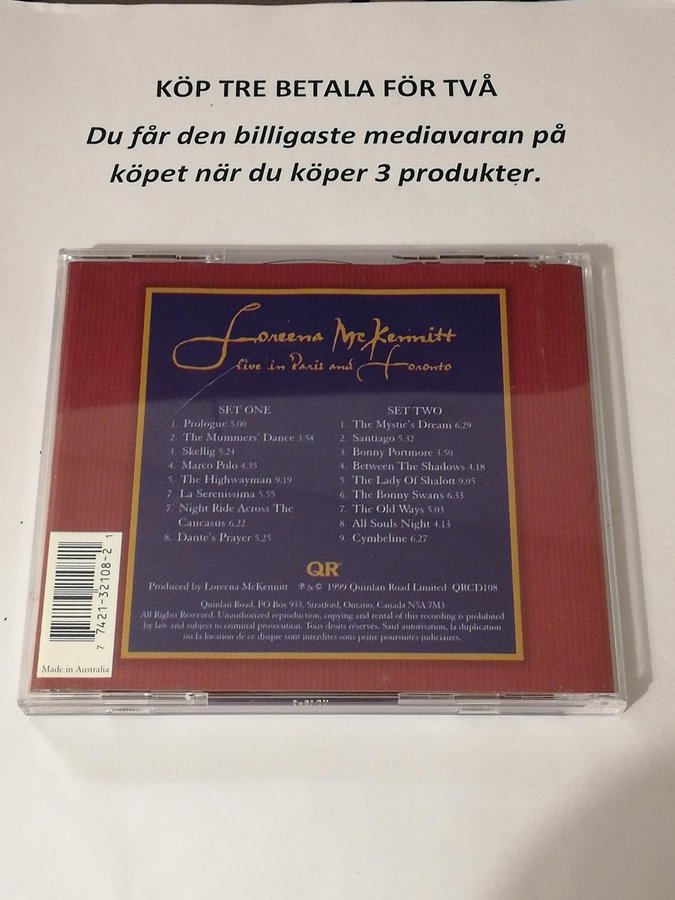 KÖP TRE BETALA FÖR TVÅ
Du får den billigaste mediavaran på
köpet när du köper 3 produkter.
Loreena McKennitt
live in Paris and Toronto
SET ONE
1. Prologue 5.00
2. The Mummers' Dance 3.54
3. Skellig 5.24
4. Marco Polo 4.35
5. The Highwayman 9.19
7. La Serenissima 5.55
7. Night Ride Across The
Caucasus 6.22
8. Dante's Prayer 5.25
SET TWO
1. The Mystic's Dream 6.29
2. Santiago 5.32
3. Bonny Portmore 3.50
4. Between The Shadows 4.18
5. The Lady Of Shalott 9.05
6. The Bonny Swans 6.33
7. The Old Ways 5.03
8. All Souls Night 4.13
9. Cymbeline 6.27
QR
Produced by Loreena McKennitt ℗ & © 1999 Quinlan Road Limited QRCD108
Quinlan Road, PO Box 933, Stratford, Ontario, Canada N5A 7M3
All Rights Reserved. Unauthorized reproduction, copying and rental of this recording is prohibited
by law and subject to criminal prosecution. Tous droits réservés. Sauf autorisation, la duplication
ou la location de ce disque sont interdites sous peine poursuites judiciaires.
7 74213-2108-2 1
Made in Australia